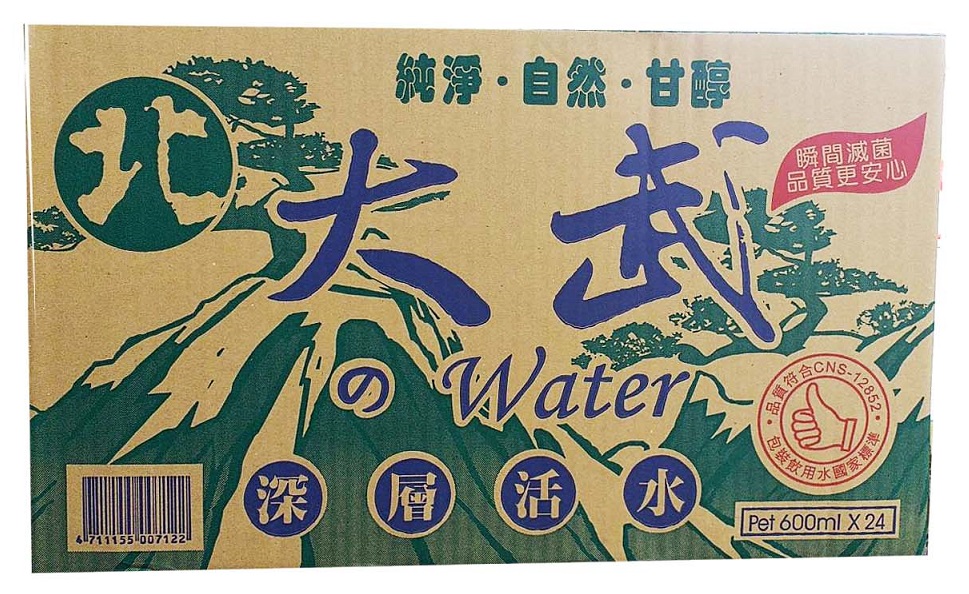 純淨·自然·甘醇
北
大武
瞬間滅菌
品質更安心
の Water
品質符合CNS-12852
包裝飲用水國家標準
深層活水
4 711155 007122
Pet 600ml X 24